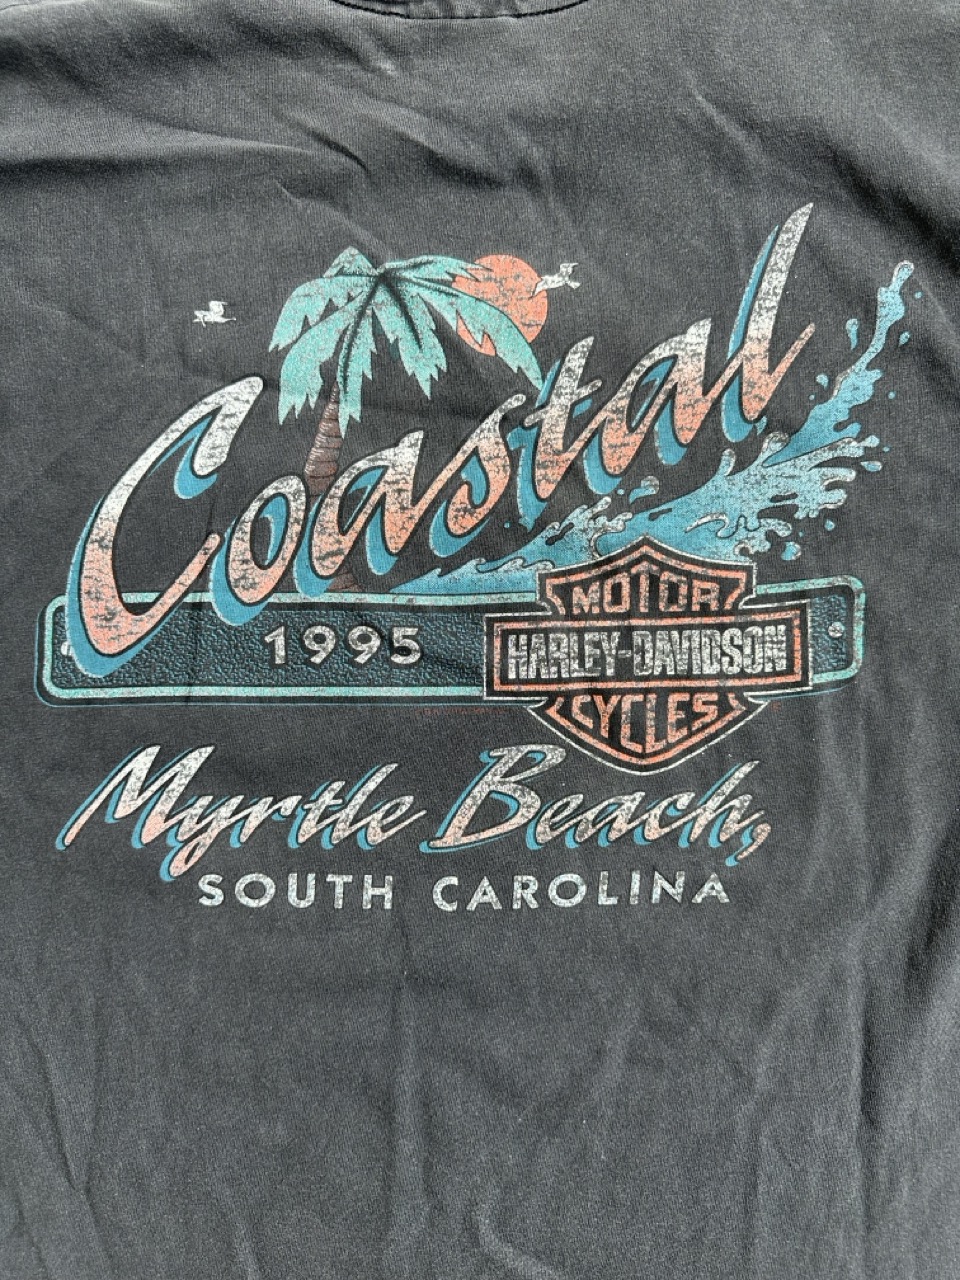 Coastal
1995
MOTOR
HARLEY-DAVIDSON
CYCLES
Myrtle Beach,
SOUTH CAROLINA